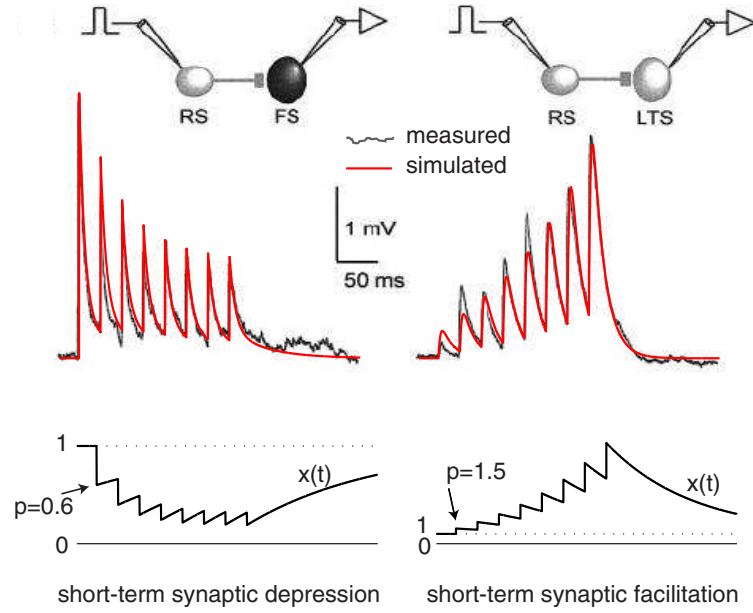 RS
FS
RS
LTS
measured
simulated
1 mV
50 ms
1
x(t)
p=0.6
0
p=1.5
x(t)
1
0
short-term synaptic depression
short-term synaptic facilitation